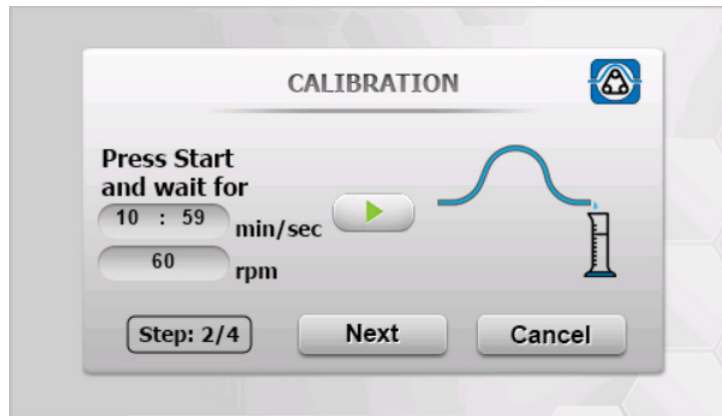 CALIBRATION
Press Start
and wait for
10 : 59 min/sec
60 rpm
Step: 2/4
Next
Cancel